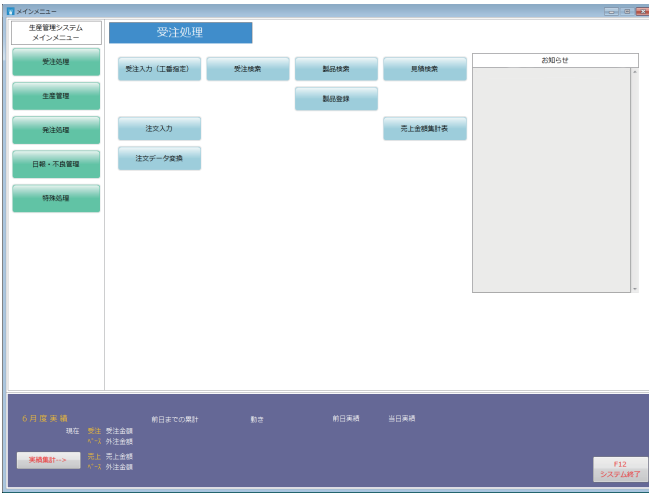 メインメニュー
生産管理システム
メインメニュー
受注処理
受注処理
生産管理
発注処理
日報・不良管理
特殊処理
受注入力（工番指定）
受注検索
製品検索
見積検索
製品登録
注文入力
売上金額集計表
注文データ変換
お知らせ
6月度実績
前日までの累計
動き
前日実績
当日実績
現在
受注 受注金額
ﾍﾞｰｽ 外注金額
実績集計-->
売上 売上金額
ﾍﾞｰｽ 外注金額
F12
システム終了